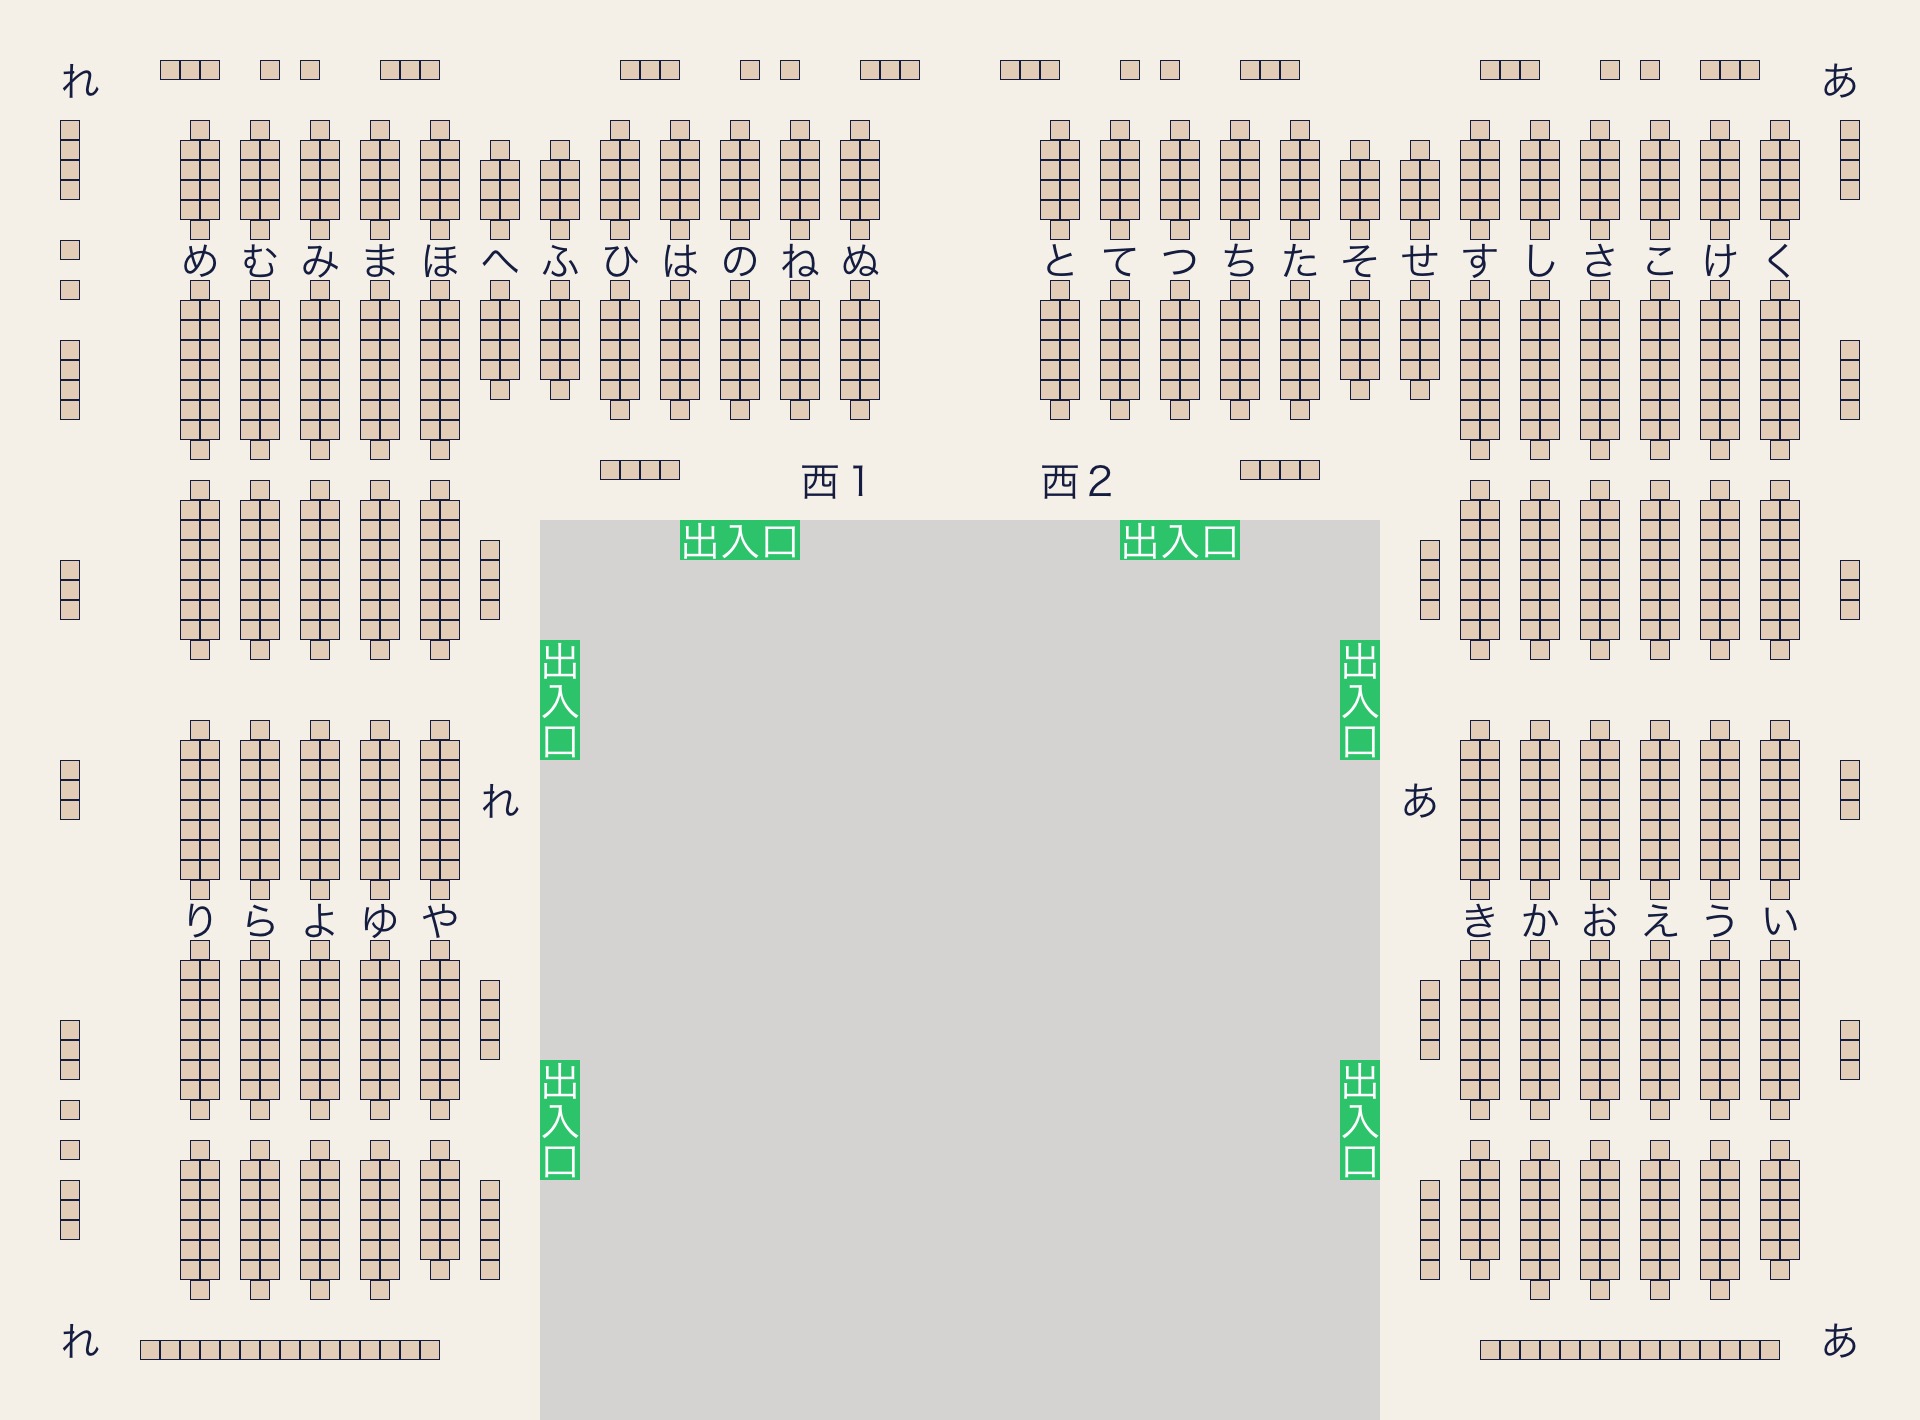 れ あ
め む み ま ほ へ ふ ひ は の ね ぬ と て つ ち た そ せ す し さ こ け く
西1 西2
出入口 出入口
出入口 出入口
れ あ
り ら よ ゆ や き か お え う い
出入口 出入口
れ あ